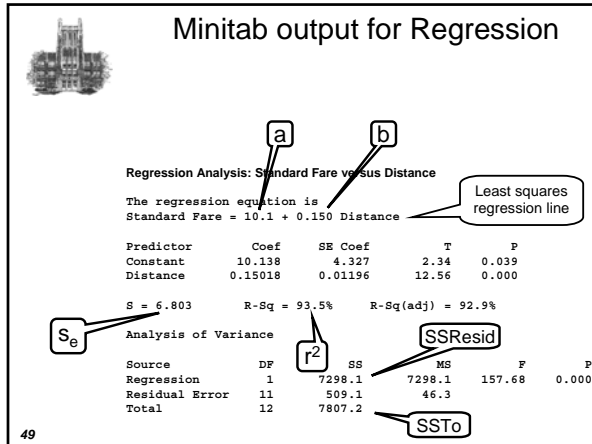 Minitab output for Regression
a
b
Regression Analysis: Standard Fare versus Distance
Least squares
regression line
The regression equation is
Standard Fare = 10.1 + 0.150 Distance
Predictor Coef SE Coef T P
Constant 10.138 4.327 2.34 0.039
Distance 0.15018 0.01196 12.56 0.000
S = 6.803 R-Sq = 93.5% R-Sq(adj) = 92.9%
se
r2
SSResid
Analysis of Variance
Source DF SS MS F P
Regression 1 7298.1 7298.1 157.68 0.000
Residual Error 11 509.1 46.3
Total 12 7807.2
SSTo
49